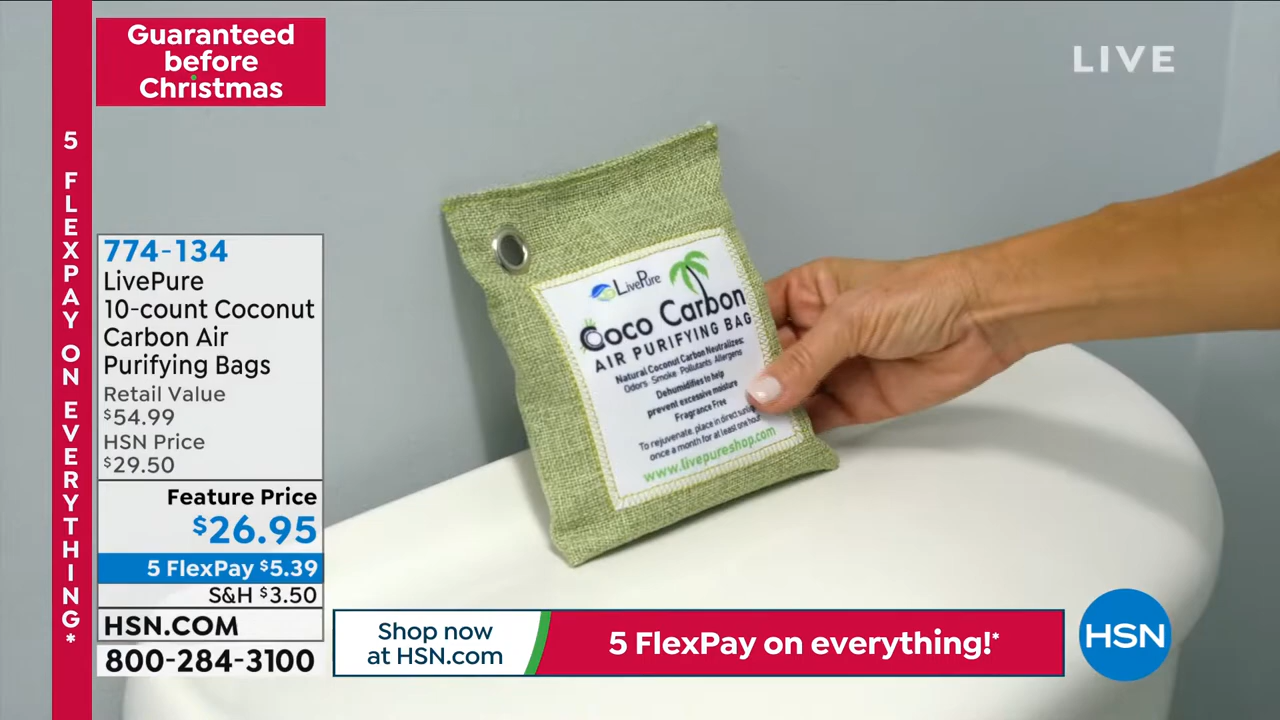 Guaranteed
before
Christmas
LIVE
5 FLEXPAY ON EVERYTHING*
774-134
LivePure
10-count Coconut
Carbon Air
Purifying Bags
Retail Value
$54.99
HSN Price
$29.50
Feature Price
$26.95
5 FlexPay $5.39
S&H $3.50
HSN.COM
800-284-3100
LivePure
Coco Carbon
AIR PURIFYING BAG
Natural Coconut Carbon Neutralizes:
Odors Smoke Pollutants Allergens
Dehumidifies to help
prevent excessive moisture
Fragrance Free
To rejuvenate, place in direct
once a month for at least one hour
www.livepureshop.com
Shop now
at HSN.com
5 FlexPay on everything!*
HSN